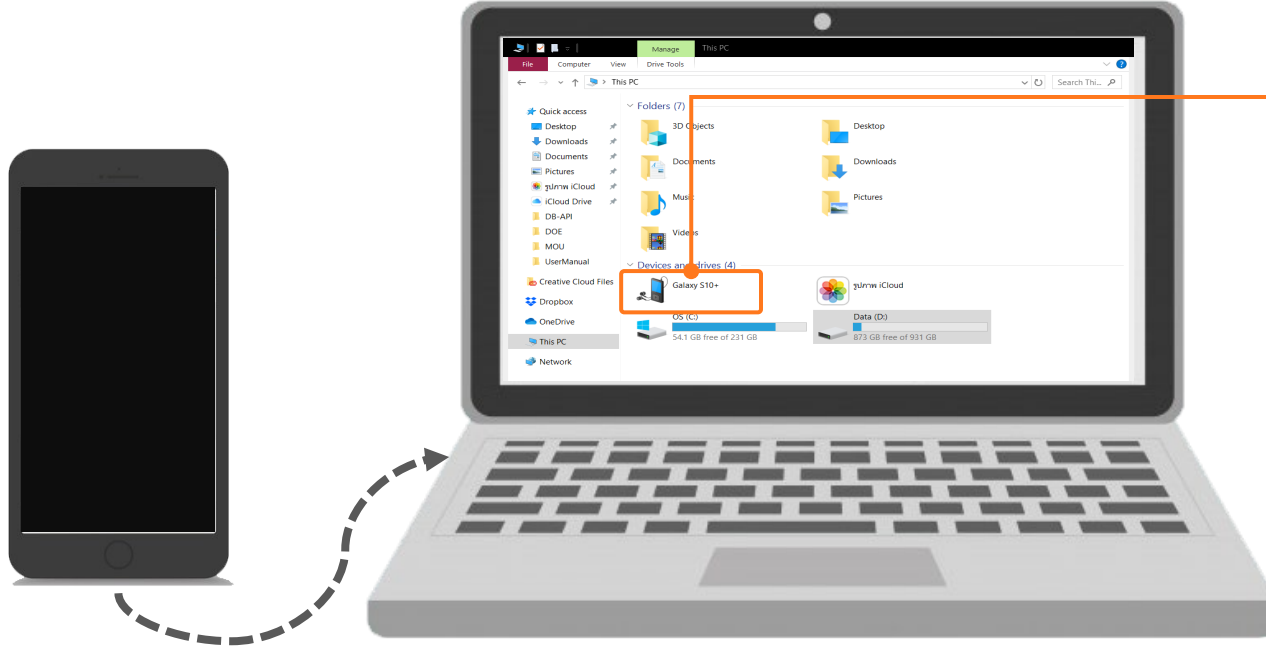 Manage This PC
File Computer View Drive Tools
This PC
Search Thi...
Quick access
Desktop
Downloads
Documents
Pictures
รูปภาพ iCloud
iCloud Drive
DB-API
DOE
MOU
UserManual
Creative Cloud Files
Dropbox
OneDrive
This PC
Network
Folders (7)
3D Objects
Desktop
Documents
Downloads
Music
Pictures
Videos
Devices and drives (4)
Galaxy S10+
รูปภาพ iCloud
OS (C:)
54.1 GB free of 231 GB
Data (D:)
873 GB free of 931 GB